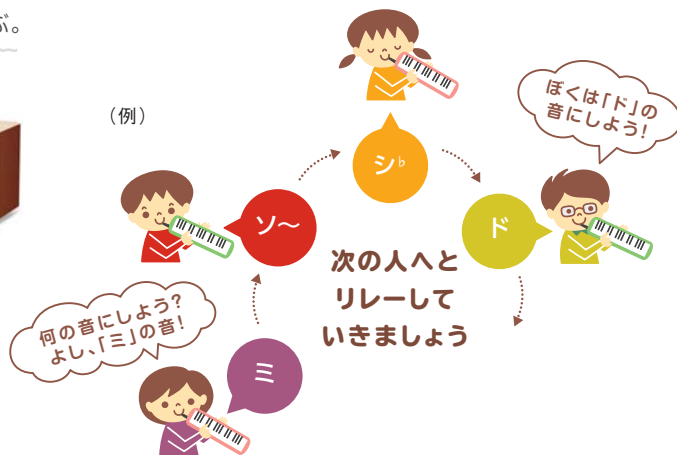 ぶ。
（例）
ぼくは「ド」の
音にしよう！
シ♭
ソ〜
ド
次の人へと
リレーして
いきましょう
何の音にしよう？
よし、「ミ」の音！
ミ